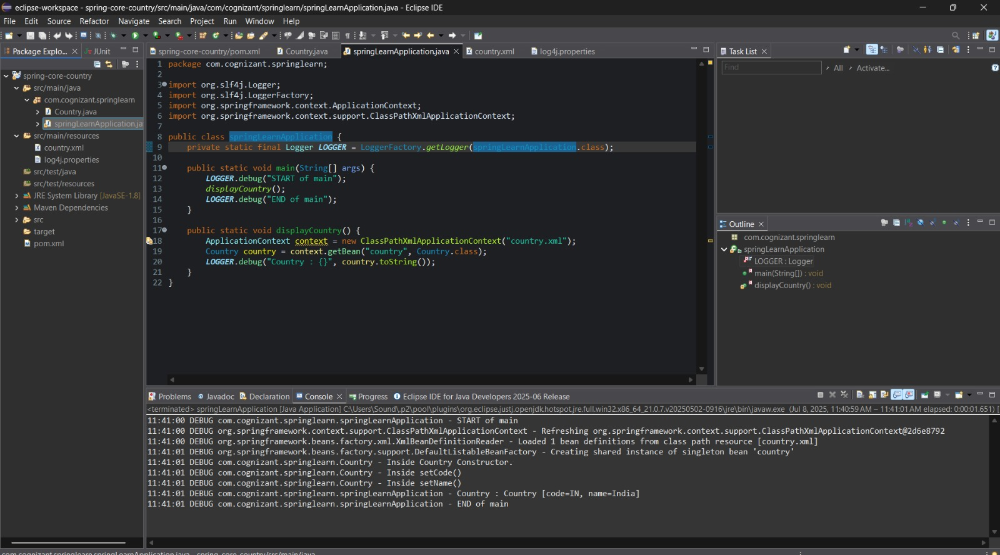 eclipse-workspace - spring-core-country/src/main/java/com/cognizant/springlearn/springLearnApplication.java - Eclipse IDE
File Edit Source Refactor Navigate Search Project Run Window Help
Package Explo... JUnit
spring-core-country
src/main/java
com.cognizant.springlearn
Country.java
springLearnApplication.ja
src/main/resources
country.xml
log4j.properties
src/test/java
src/test/resources
JRE System Library [JavaSE-1.8]
Maven Dependencies
src
target
pom.xml
spring-core-country/pom.xml Country.java springLearnApplication.java country.xml log4j.properties
1 package com.cognizant.springlearn;
2
3 import org.slf4j.Logger;
4 import org.slf4j.LoggerFactory;
5 import org.springframework.context.ApplicationContext;
6 import org.springframework.context.support.ClassPathXmlApplicationContext;
7
8 public class springLearnApplication {
9 private static final Logger LOGGER = LoggerFactory.getLogger(springLearnApplication.class);
10
11 public static void main(String[] args) {
12 LOGGER.debug("START of main");
13 displayCountry();
14 LOGGER.debug("END of main");
15 }
16
17 public static void displayCountry() {
18 ApplicationContext context = new ClassPathXmlApplicationContext("country.xml");
19 Country country = context.getBean("country", Country.class);
20 LOGGER.debug("Country : {}", country.toString());
21 }
22 }
Task List
Find All Activate...
Outline
com.cognizant.springlearn
springLearnApplication
LOGGER : Logger
main(String[]) : void
displayCountry() : void
Problems Javadoc Declaration Console Progress Eclipse IDE for Java Developers 2025-06 Release
<terminated> springLearnApplication [Java Application] C:\Users\Sound\.p2\pool\plugins\org.eclipse.justj.openjdk.hotspot.jre.full.win32.x86_64_21.0.7.v20250502-0916\jre\bin\javaw.exe (Jul 8, 2025, 11:40:59 AM – 11:41:01 AM elapsed: 0:00:01.651) [
11:41:00 DEBUG com.cognizant.springlearn.springLearnApplication - START of main
11:41:00 DEBUG org.springframework.context.support.ClassPathXmlApplicationContext - Refreshing org.springframework.context.support.ClassPathXmlApplicationContext@2d6e8792
11:41:00 DEBUG org.springframework.beans.factory.xml.XmlBeanDefinitionReader - Loaded 1 bean definitions from class path resource [country.xml]
11:41:01 DEBUG org.springframework.beans.factory.support.DefaultListableBeanFactory - Creating shared instance of singleton bean 'country'
11:41:01 DEBUG com.cognizant.springlearn.Country - Inside Country Constructor.
11:41:01 DEBUG com.cognizant.springlearn.Country - Inside setCode()
11:41:01 DEBUG com.cognizant.springlearn.Country - Inside setName()
11:41:01 DEBUG com.cognizant.springlearn.springLearnApplication - Country : Country [code=IN, name=India]
11:41:01 DEBUG com.cognizant.springlearn.springLearnApplication - END of main
com.cognizant.springlearn.springLearnApplication.java - spring-core-country/src/main/java